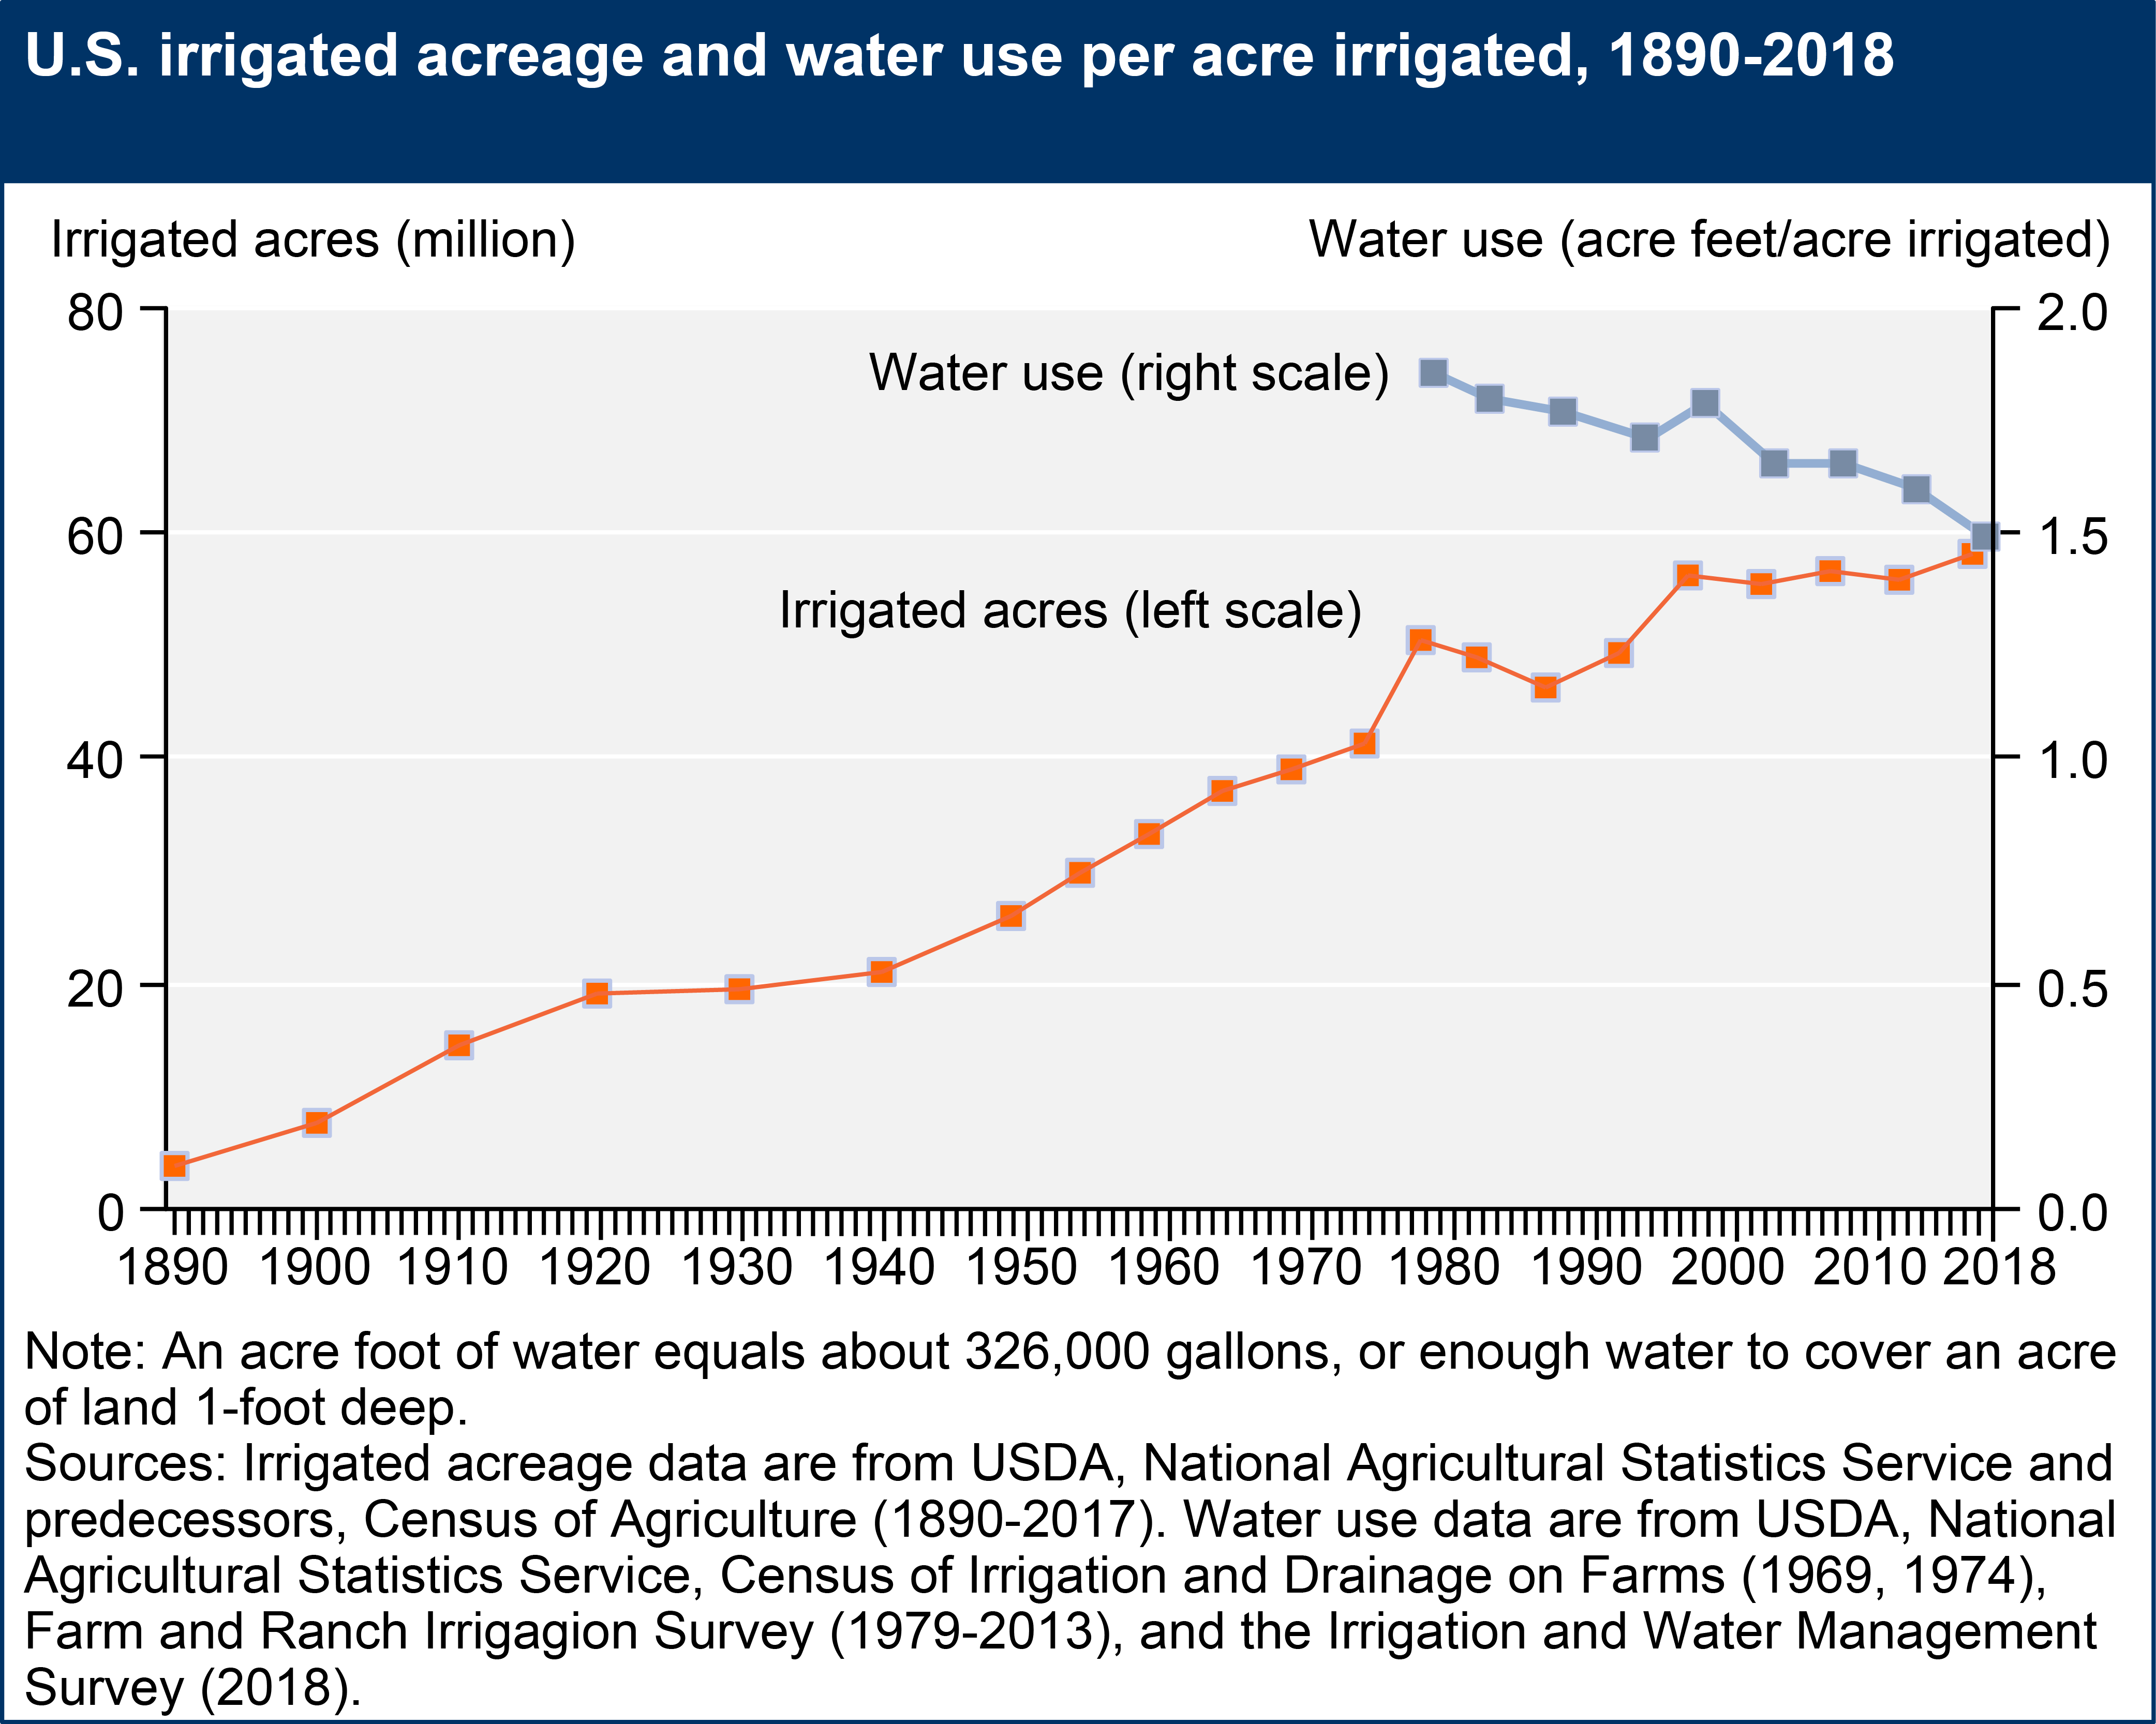 U.S. irrigated acreage and water use per acre irrigated, 1890-2018
Irrigated acres (million)
Water use (acre feet/acre irrigated)
80
2.0
Water use (right scale)
60
1.5
Irrigated acres (left scale)
40
1.0
20
0.5
0
0.0
1890 1900 1910 1920 1930 1940 1950 1960 1970 1980 1990 2000 2010 2018
Note: An acre foot of water equals about 326,000 gallons, or enough water to cover an acre
of land 1-foot deep.
Sources: Irrigated acreage data are from USDA, National Agricultural Statistics Service and
predecessors, Census of Agriculture (1890-2017). Water use data are from USDA, National
Agricultural Statistics Service, Census of Irrigation and Drainage on Farms (1969, 1974),
Farm and Ranch Irrigagion Survey (1979-2013), and the Irrigation and Water Management
Survey (2018).